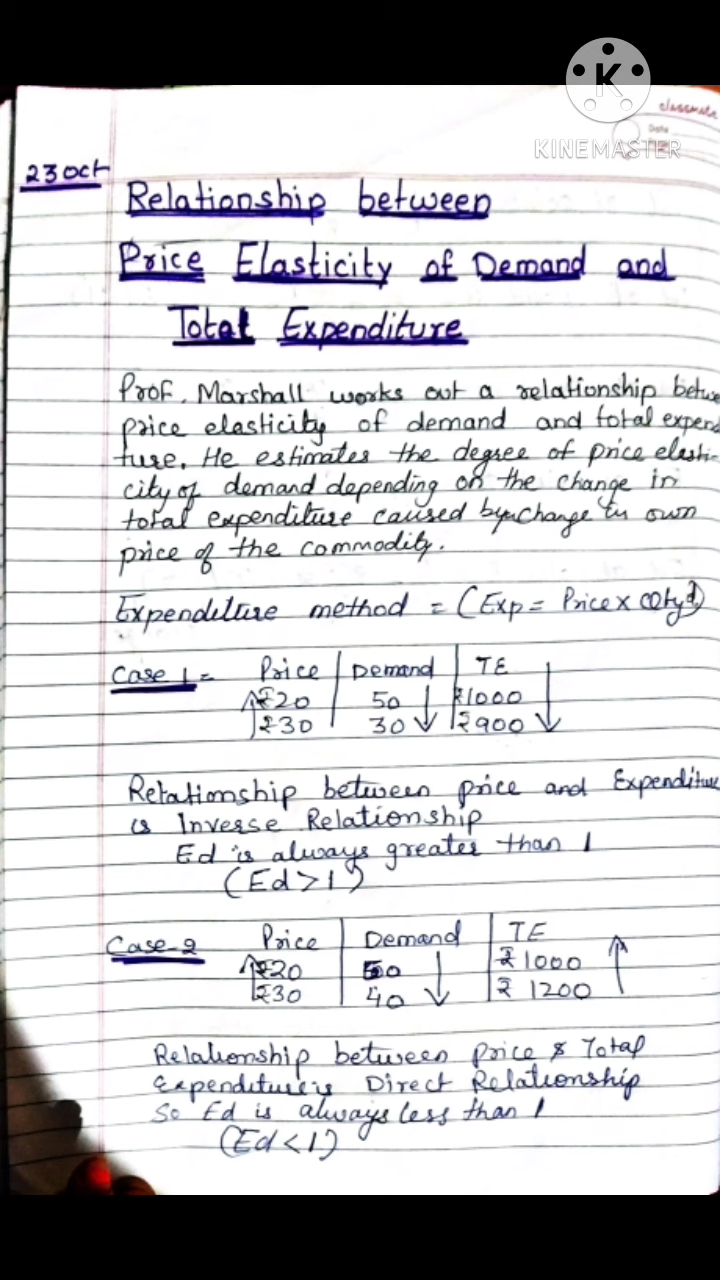 K
KINEMASTER
classmate
Date
23 Oct
Relationship between
Price Elasticity of Demand and
Total Expenditure
Prof. Marshall works out a relationship betwe
price elasticity of demand and total expend
ture. He estimates the degree of price elasti-
city of demand depending on the change in
total expenditure caused by change in own
price of the commodity.
Expenditure method = (Exp = Price x Qtyd)
Case 1 = Price Demand TE
₹20 50 ₹1000
₹30 30 ₹900
Relationship between price and Expenditure
is Inverse Relationship
Ed is always greater than 1
(Ed > 1)
Case-2 Price Demand TE
₹20 50 ₹1000
₹30 40 ₹1200
Relationship between price & Total
Expenditure is Direct Relationship
So Ed is always less than 1
(Ed < 1)